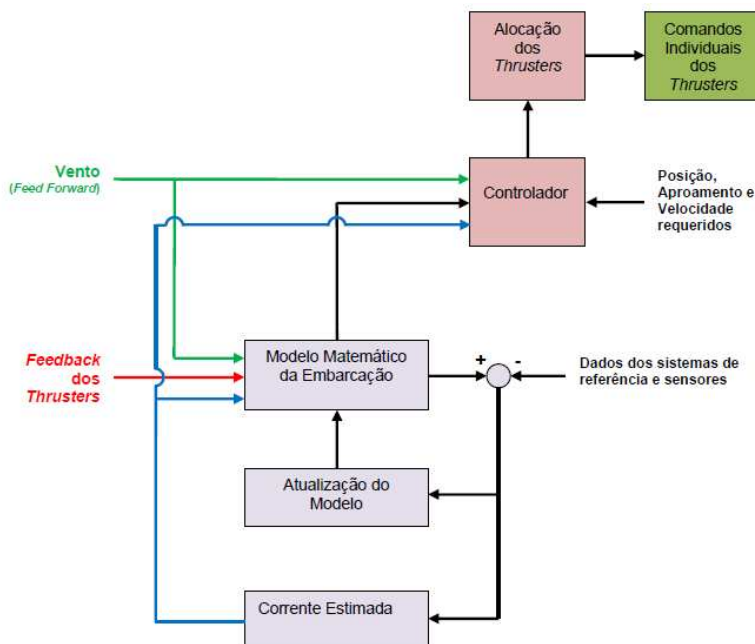 Alocação
dos
Thrusters
Comandos
Individuais
dos
Thrusters
Vento
(Feed Forward)
Controlador
Posição,
Aproamento e
Velocidade
requeridos
Feedback
dos
Thrusters
Modelo Matemático
da Embarcação
+
-
Dados dos sistemas de
referência e sensores
Atualização do
Modelo
Corrente Estimada